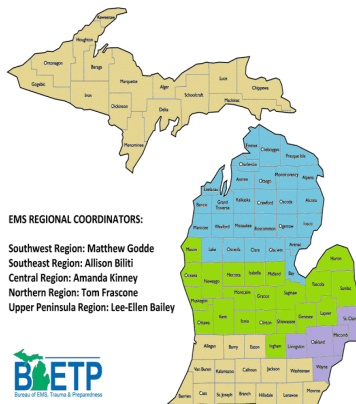 Keweenaw
Houghton
Ontonagon
Baraga
Gogebic
Marquette
Iron
Alger
Luce
Chippewa
Schoolcraft
Mackinac
Dickinson
Delta
Menominee
Emmet
Cheboygan
Presque Isle
Charlevoix
Leelanau
Antrim
Otsego
Montmorency
Alpena
Benzie
Grand
Traverse
Kalkaska
Crawford
Oscoda
Alcona
Manistee
Wexford
Missaukee
Roscommon
Ogemaw
Iosco
Mason
Lake
Osceola
Clare
Gladwin
Arenac
Huron
Oceana
Newaygo
Mecosta
Isabella
Midland
Bay
Tuscola
Sanilac
Muskegon
Montcalm
Gratiot
Saginaw
Ottawa
Kent
Ionia
Clinton
Shiawassee
Genesee
Lapeer
St. Clair
Allegan
Barry
Eaton
Ingham
Livingston
Oakland
Macomb
Van Buren
Kalamazoo
Calhoun
Jackson
Washtenaw
Wayne
Berrien
Cass
St. Joseph
Branch
Hillsdale
Lenawee
Monroe
EMS REGIONAL COORDINATORS:
Southwest Region: Matthew Godde
Southeast Region: Allison Biliti
Central Region: Amanda Kinney
Northern Region: Tom Frascone
Upper Peninsula Region: Lee-Ellen Bailey
BETP
Bureau of EMS, Trauma & Preparedness